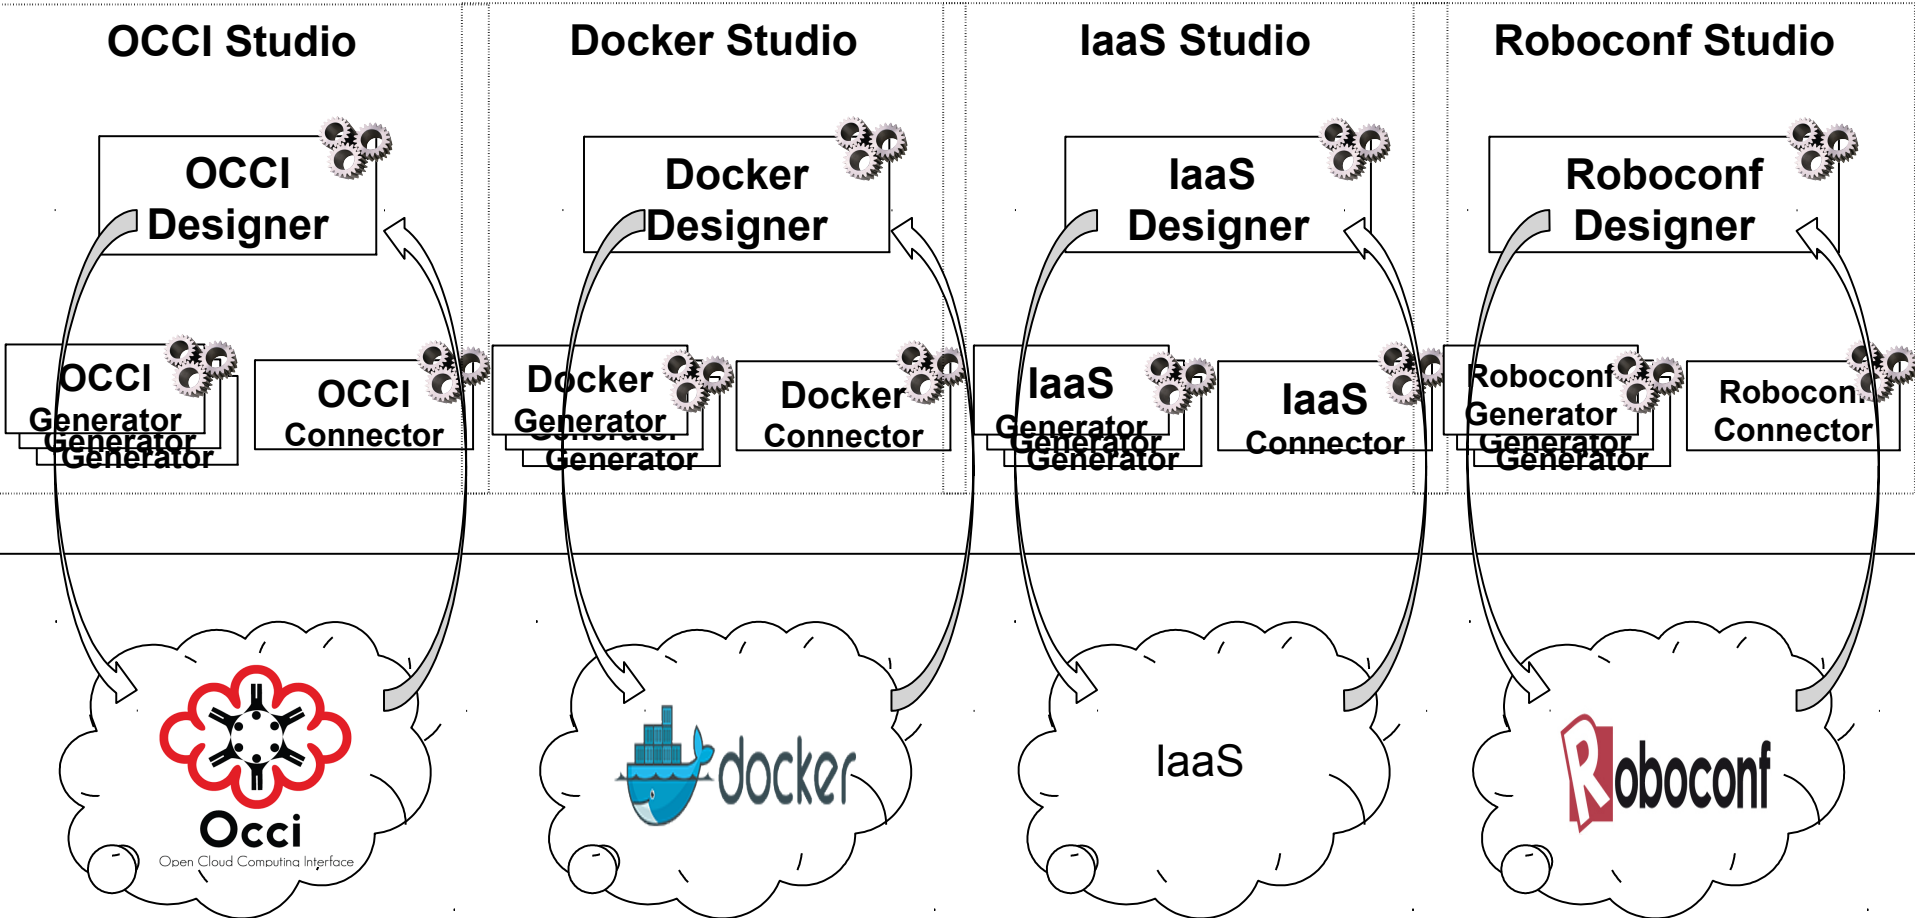 OCCI Studio
Docker Studio
IaaS Studio
Roboconf Studio
OCCI
Designer
Docker
Designer
IaaS
Designer
Roboconf
Designer
OCCI
Generator
Generator
Generator
OCCI
Connector
Docker
Generator
Generator
Generator
Docker
Connector
IaaS
Generator
Generator
Generator
IaaS
Connector
Roboconf
Generator
Generator
Generator
Roboconf
Connector
Occi
Open Cloud Computing Interface
docker
IaaS
Roboconf